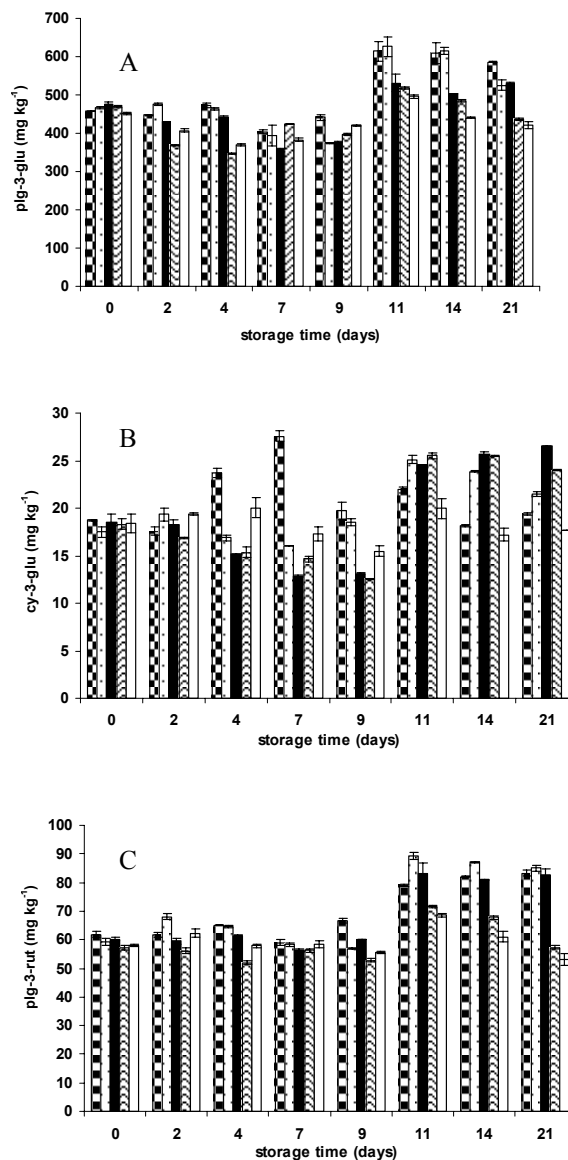 A
700
600
500
400
300
200
100
0
plg-3-glu (mg kg-1)
0 2 4 7 9 11 14 21
storage time (days)
B
30
25
20
15
10
5
0
cy-3-glu (mg kg-1)
0 2 4 7 9 11 14 21
storage time (days)
C
100
90
80
70
60
50
40
30
20
10
0
plg-3-rut (mg kg-1)
0 2 4 7 9 11 14 21
storage time (days)